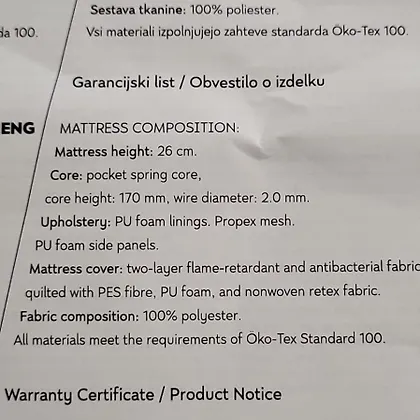 Sestava tkanine: 100% poliester.
da 100. Vsi materiali izpolnjujejo zahteve standarda Öko-Tex 100.
Garancijski list / Obvestilo o izdelku
ENG MATTRESS COMPOSITION:
Mattress height: 26 cm.
Core: pocket spring core,
core height: 170 mm, wire diameter: 2.0 mm.
Upholstery: PU foam linings. Propex mesh.
PU foam side panels.
Mattress cover: two-layer flame-retardant and antibacterial fabric
quilted with PES fibre, PU foam, and nonwoven retex fabric.
Fabric composition: 100% polyester.
All materials meet the requirements of Öko-Tex Standard 100.
Warranty Certificate / Product Notice